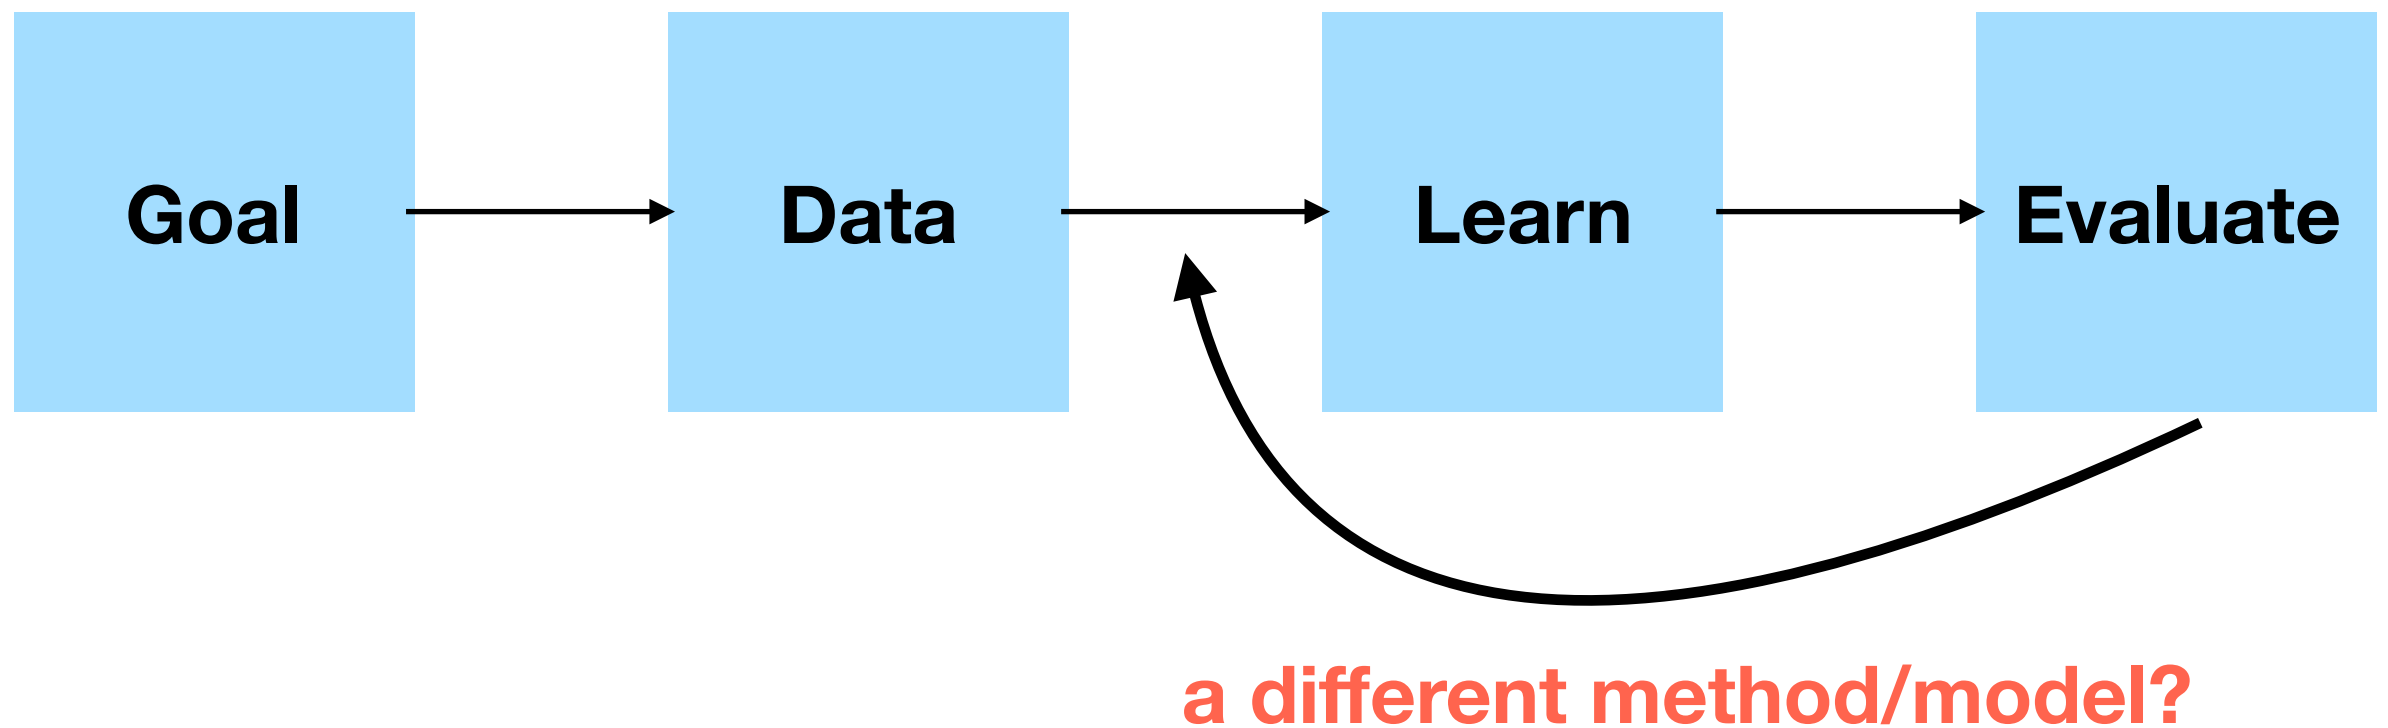 Goal
Data
Learn
Evaluate
a different method/model?